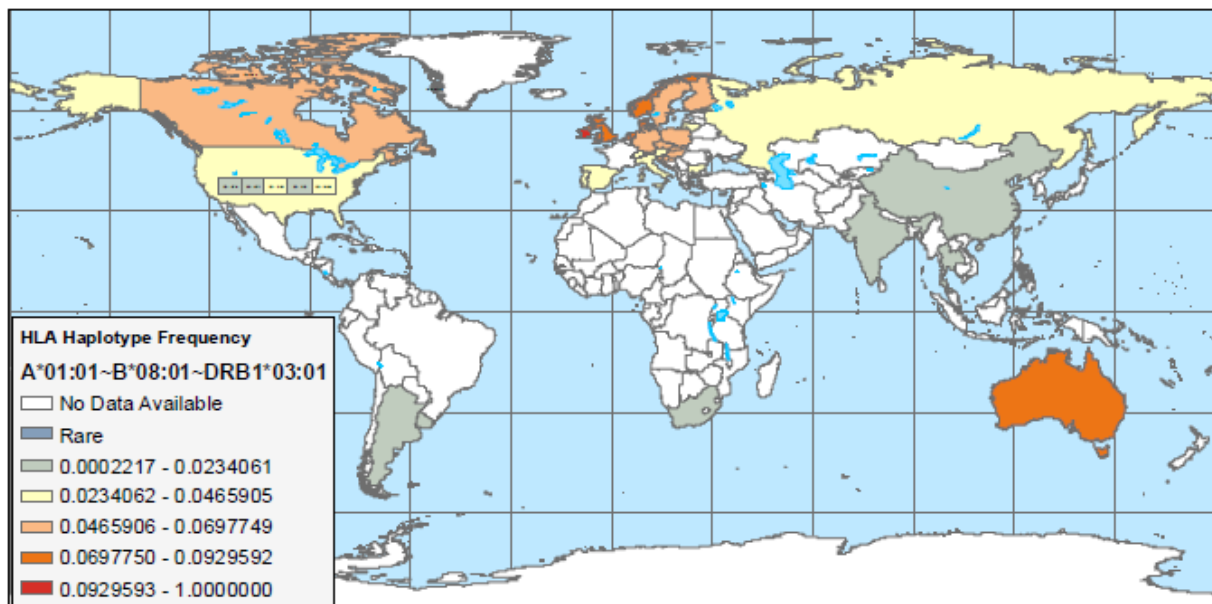 HLA Haplotype Frequency
A*01:01~B*08:01~DRB1*03:01
No Data Available
Rare
0.0002217 - 0.0234061
0.0234062 - 0.0465905
0.0465906 - 0.0697749
0.0697750 - 0.0929592
0.0929593 - 1.0000000